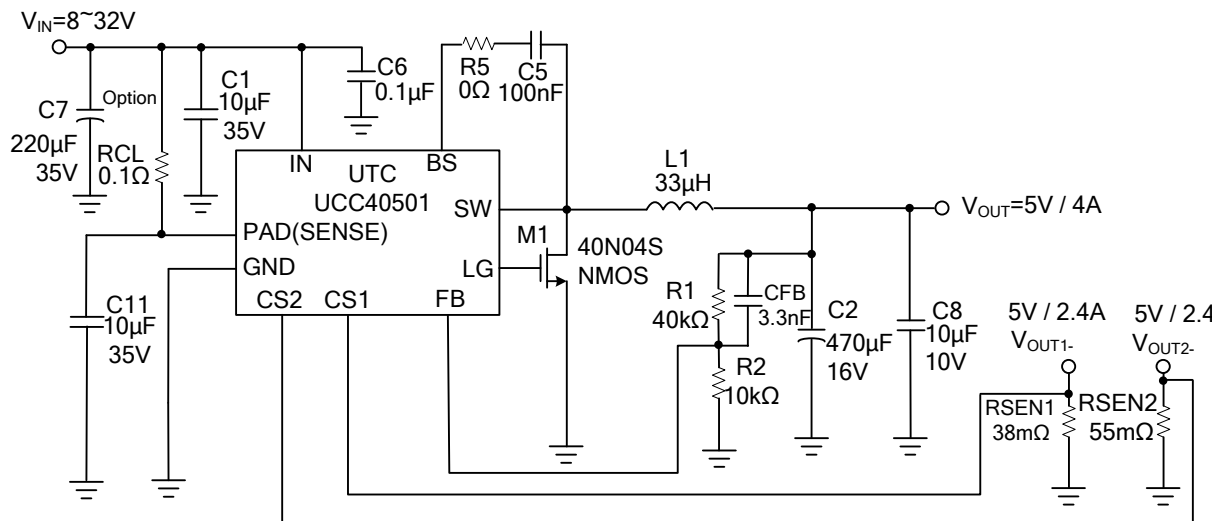 V_IN=8~32V
C7
Option
220µF
35V
RCL
0.1Ω
C1
10µF
35V
C6
0.1µF
R5
0Ω
C5
100nF
IN
BS
UTC
UCC40501
SW
PAD(SENSE)
GND
LG
CS2
CS1
FB
C11
10µF
35V
M1
40N04S
NMOS
L1
33µH
V_OUT=5V / 4A
R1
40kΩ
CFB
3.3nF
R2
10kΩ
C2
470µF
16V
C8
10µF
10V
5V / 2.4A
V_OUT1-
5V / 2.4
V_OUT2-
RSEN1
38mΩ
RSEN2
55mΩ